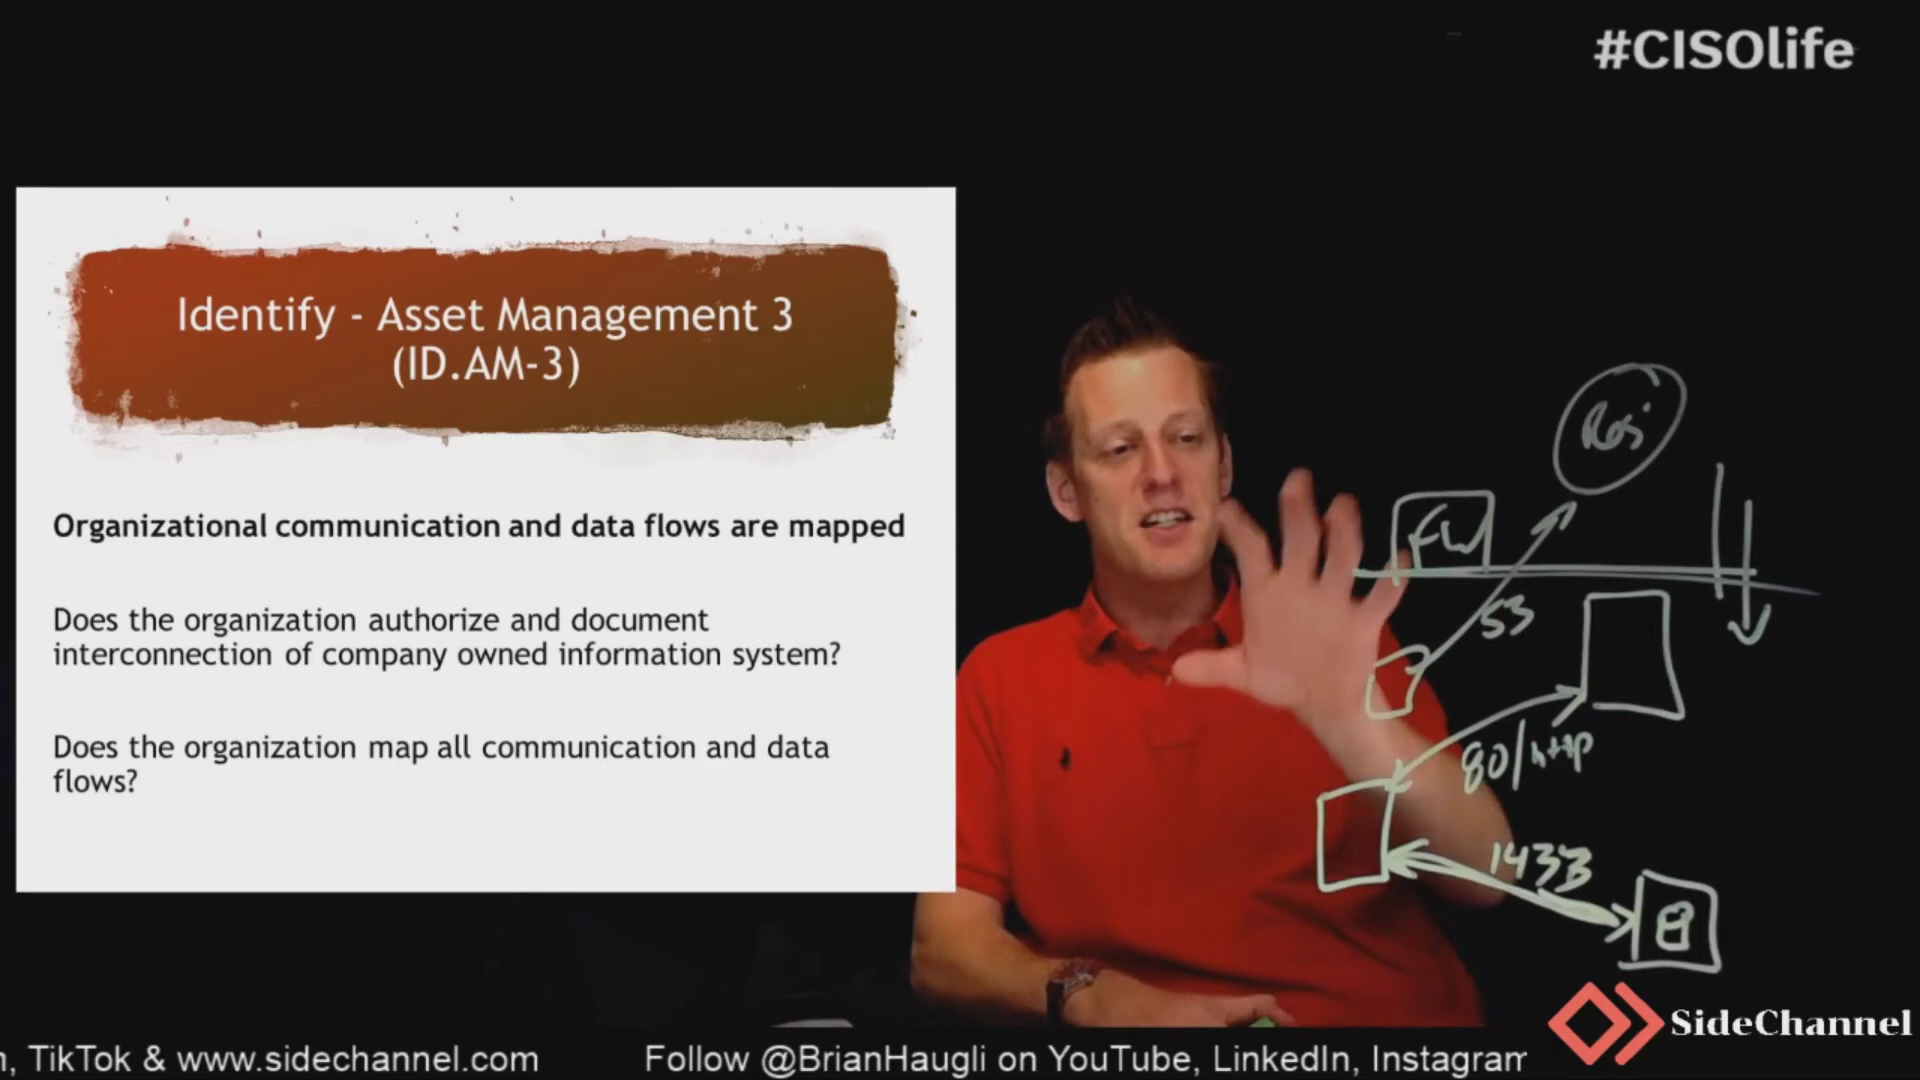 #CISOlife
Identify - Asset Management 3
(ID.AM-3)
Organizational communication and data flows are mapped
Does the organization authorize and document
interconnection of company owned information system?
Does the organization map all communication and data
flows?
FW
53
80/http
1433
SideChannel
, TikTok & www.sidechannel.com
Follow @BrianHaugli on YouTube, LinkedIn, Instagram